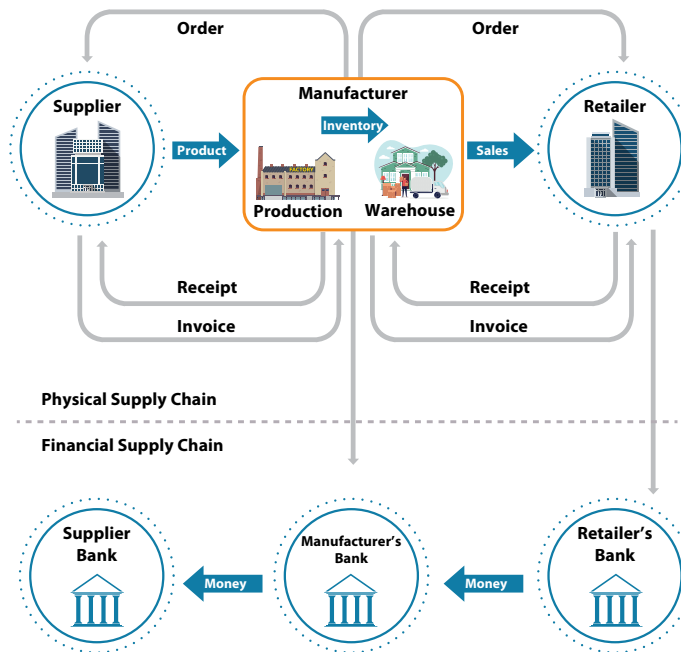 Order
Order
Supplier
Manufacturer
Retailer
Inventory
Product
Sales
FACTORY
Production
Warehouse
Receipt
Receipt
Invoice
Invoice
Physical Supply Chain
Financial Supply Chain
Supplier
Bank
Manufacturer's
Bank
Retailer's
Bank
Money
Money